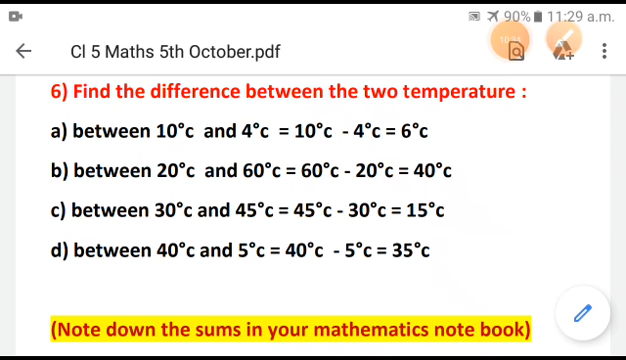 90% 11:29 a.m.
Cl 5 Maths 5th October.pdf
6) Find the difference between the two temperature :
a) between 10°c and 4°c = 10°c - 4°c = 6°c
b) between 20°c and 60°c = 60°c - 20°c = 40°c
c) between 30°c and 45°c = 45°c - 30°c = 15°c
d) between 40°c and 5°c = 40°c - 5°c = 35°c
(Note down the sums in your mathematics note book)